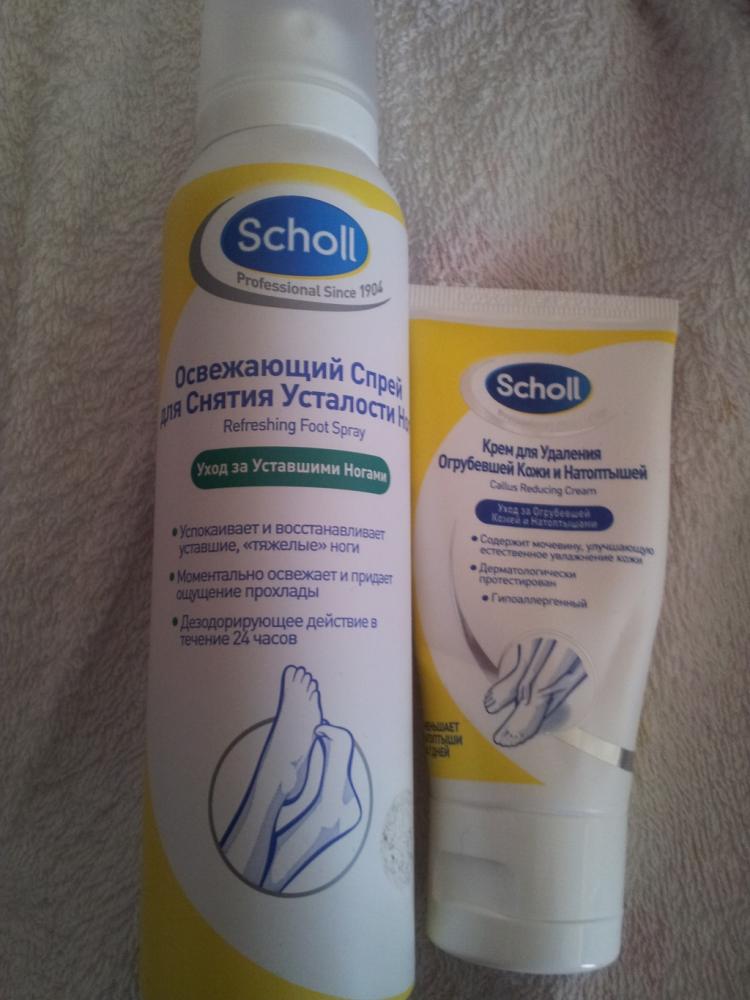 Scholl
Professional Since 1904
Освежающий Спрей
для Снятия Усталости
Refreshing Foot Spray
Уход за Уставшими Ногами
• Успокаивает и восстанавливает
уставшие, «тяжелые» ноги
• Моментально освежает и придает
ощущение прохлады
• Дезодорирующее действие в
течение 24 часов
Scholl
Крем для Удаления
Огрубевшей Кожи и Натоптышей
Callus Reducing Cream
Уход за Огрубевшей
Кожей и Натоптышами
• Содержит мочевину, улучшающую
естественное увлажнение кожи
• Дерматологически
протестирован
• Гипоаллергенный
ДНЕЙ